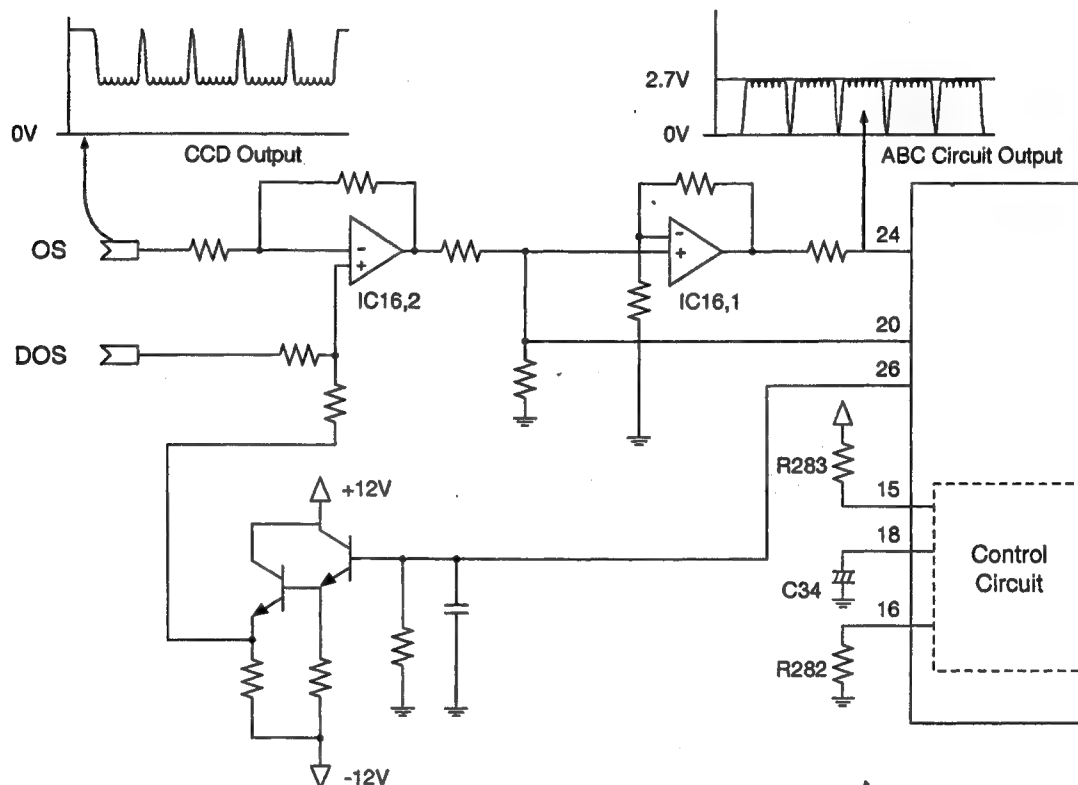 2.7V
0V
0V
CCD Output
ABC Circuit Output
OS
IC16,2
IC16,1
24
20
DOS
26
R283
+12V
15
18
Control
Circuit
C34
16
R282
-12V
-
+
-
+